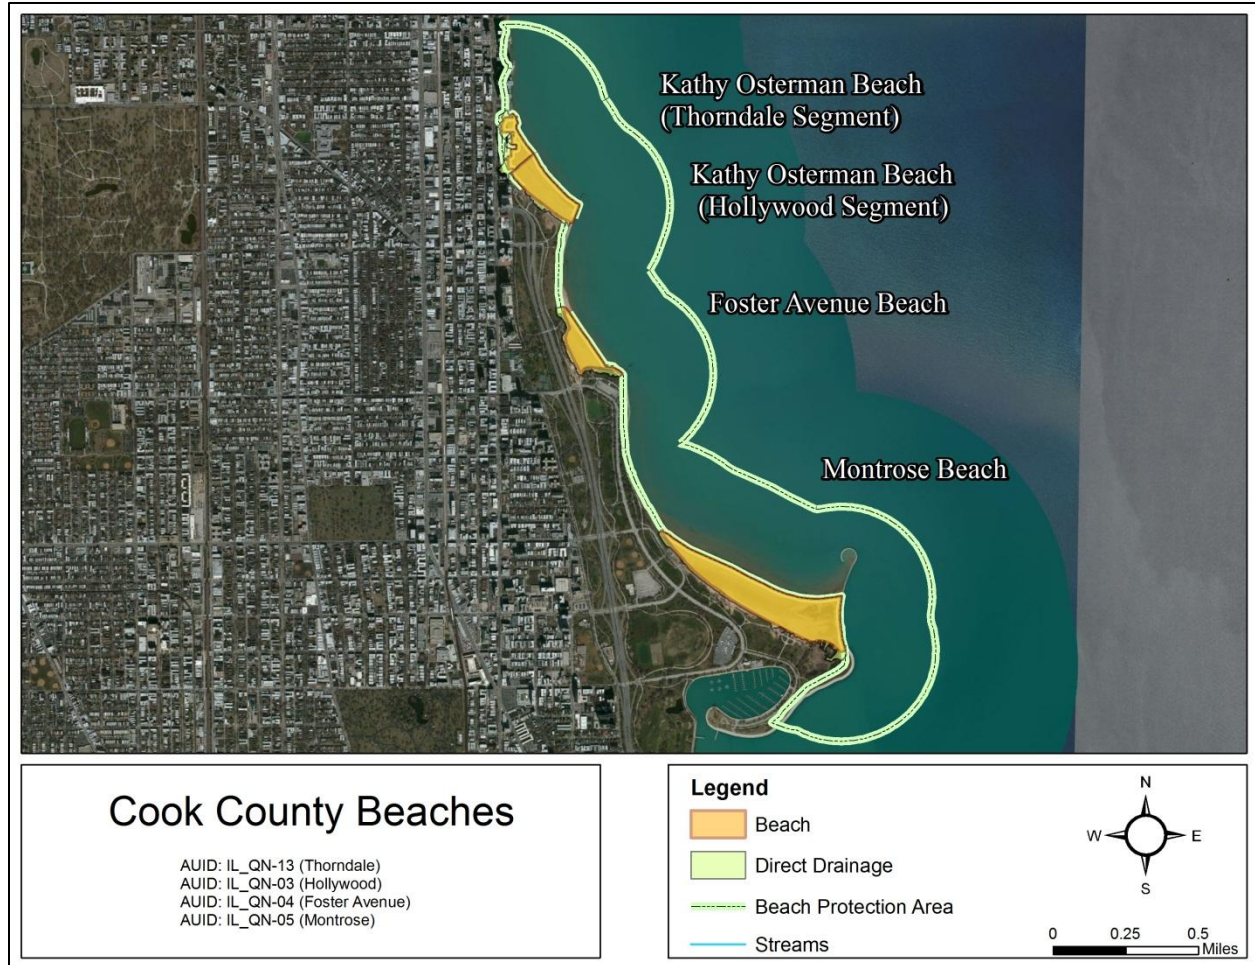 Kathy Osterman Beach
(Thorndale Segment)
Kathy Osterman Beach
(Hollywood Segment)
Foster Avenue Beach
Montrose Beach
Cook County Beaches
AUID: IL_QN-13 (Thorndale)
AUID: IL_QN-03 (Hollywood)
AUID: IL_QN-04 (Foster Avenue)
AUID: IL_QN-05 (Montrose)
Legend
Beach
Direct Drainage
Beach Protection Area
Streams
N
W E
S
0 0.25 0.5
Miles